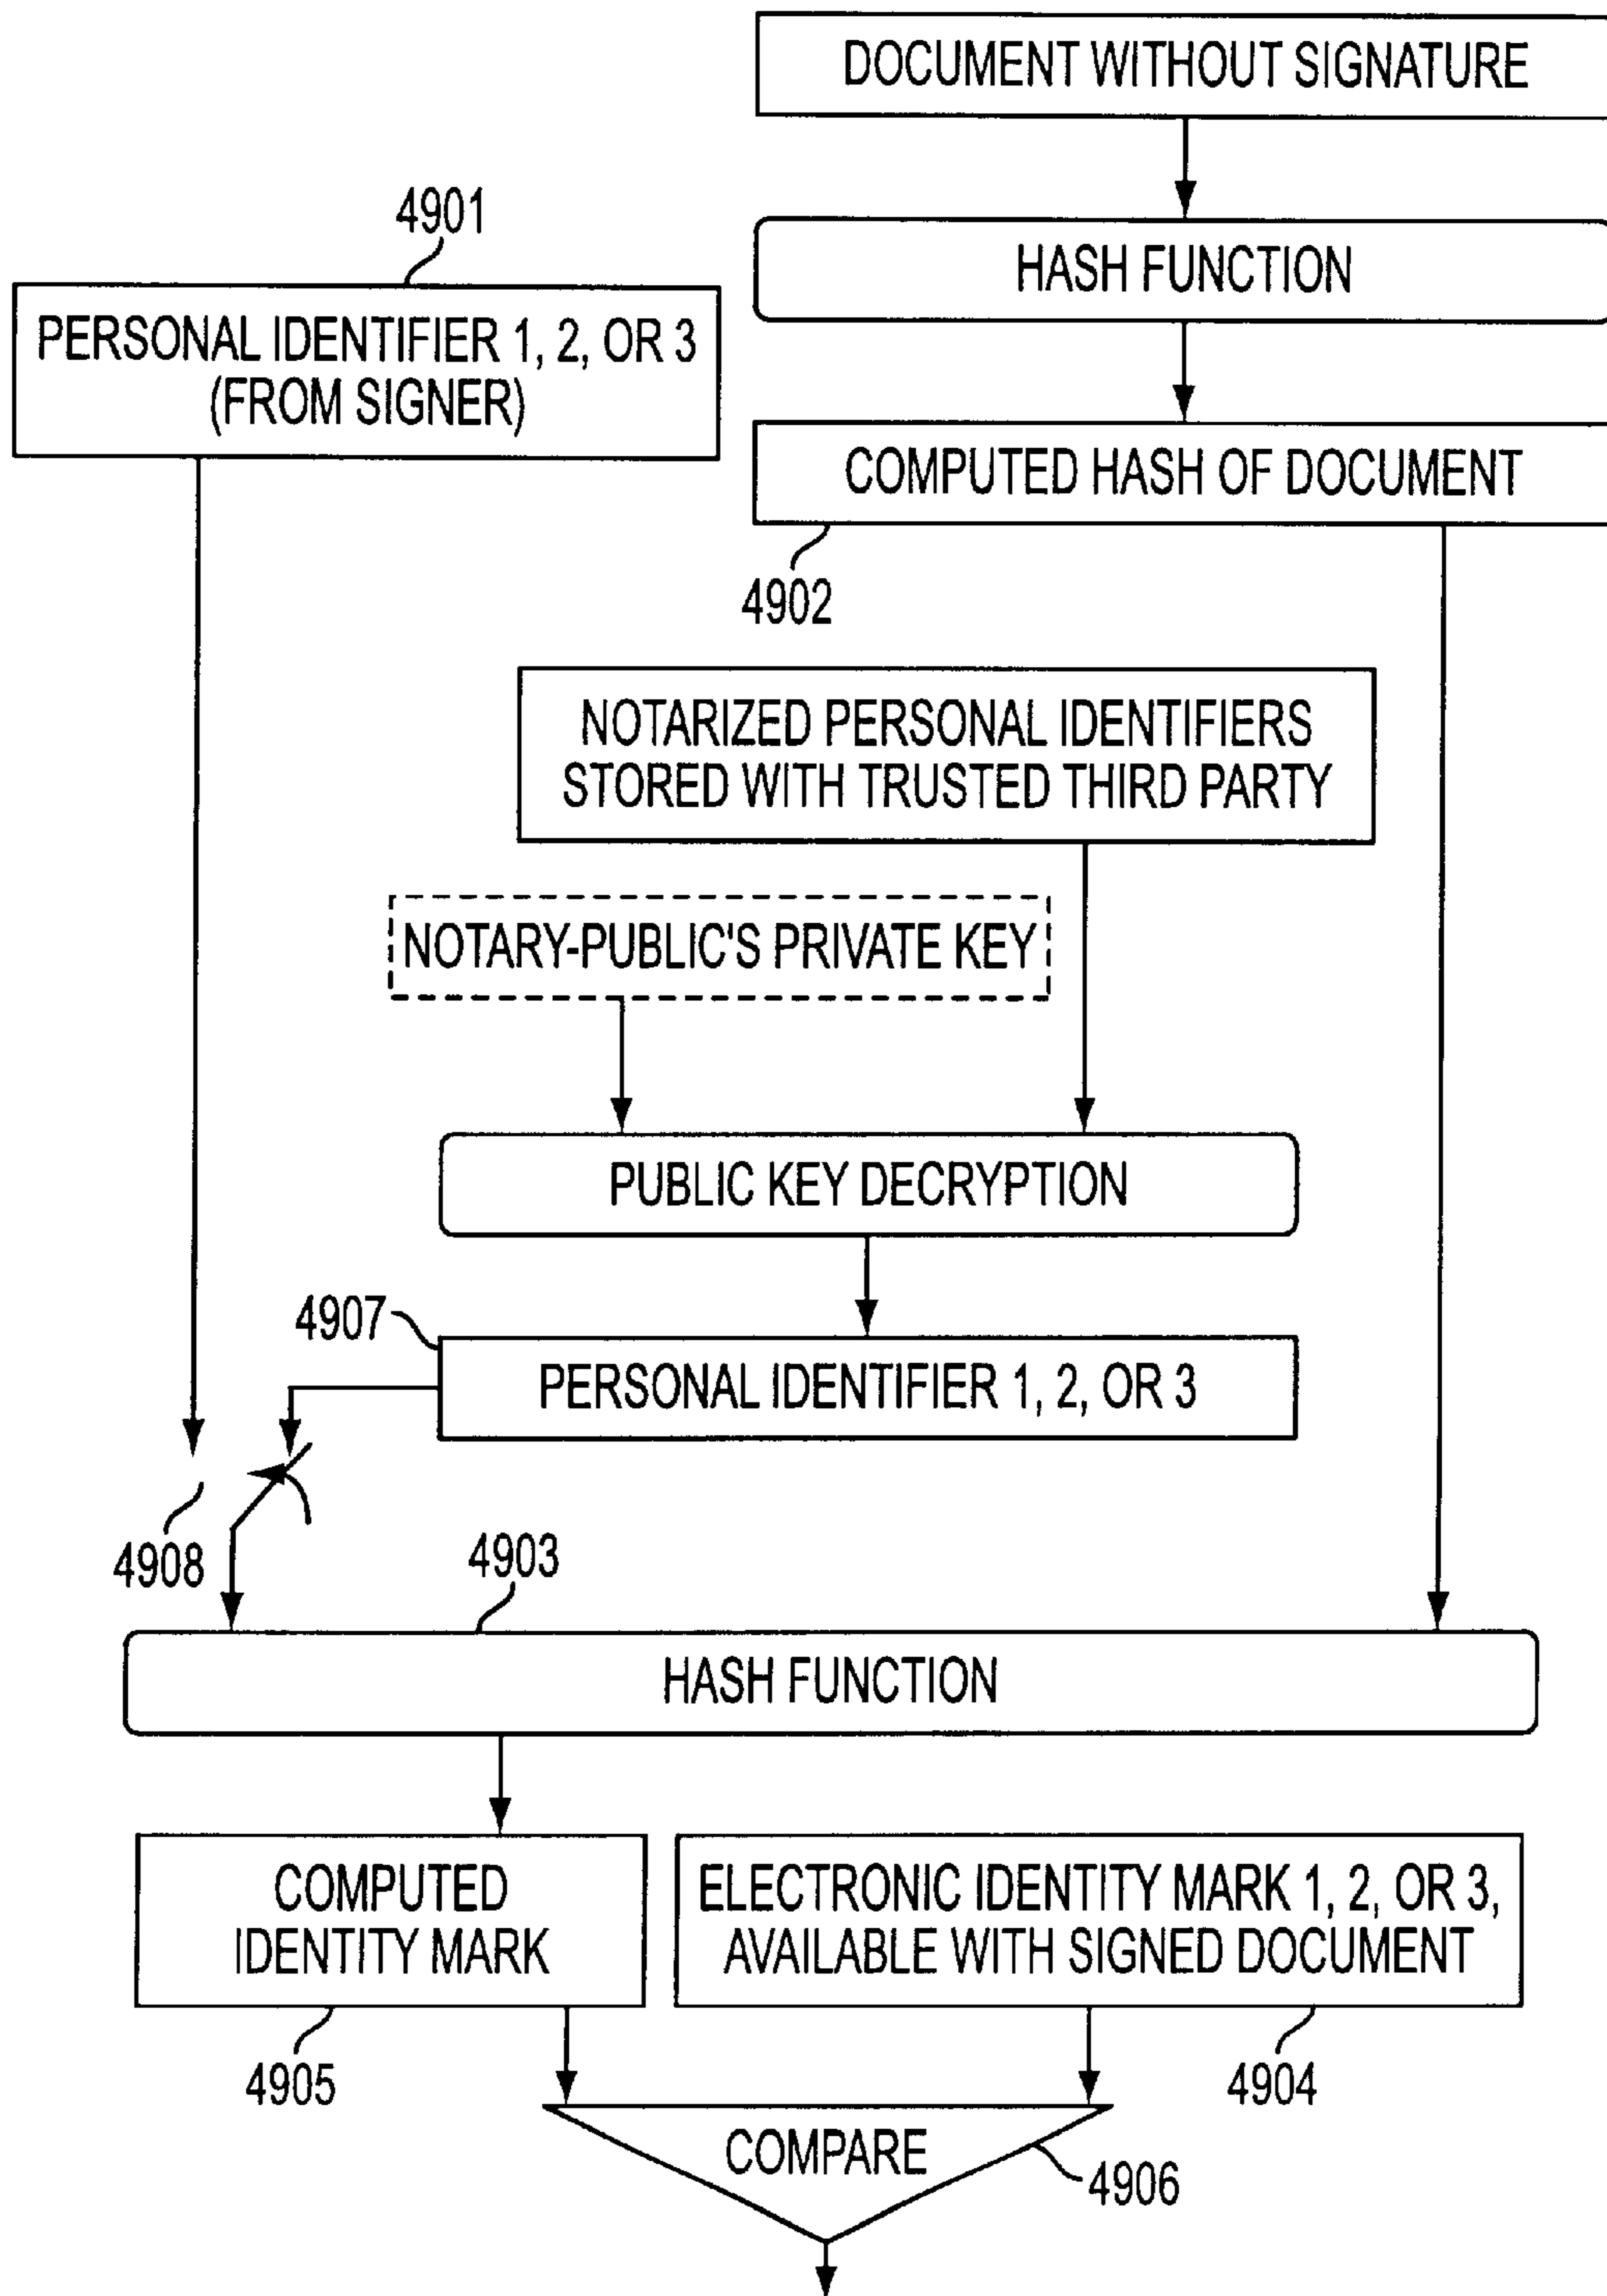 DOCUMENT WITHOUT SIGNATURE
HASH FUNCTION
4901
PERSONAL IDENTIFIER 1, 2, OR 3
(FROM SIGNER)
COMPUTED HASH OF DOCUMENT
4902
NOTARIZED PERSONAL IDENTIFIERS
STORED WITH TRUSTED THIRD PARTY
NOTARY-PUBLIC'S PRIVATE KEY
PUBLIC KEY DECRYPTION
4907
PERSONAL IDENTIFIER 1, 2, OR 3
4908
4903
HASH FUNCTION
COMPUTED
IDENTITY MARK
ELECTRONIC IDENTITY MARK 1, 2, OR 3,
AVAILABLE WITH SIGNED DOCUMENT
4905
4904
COMPARE
4906